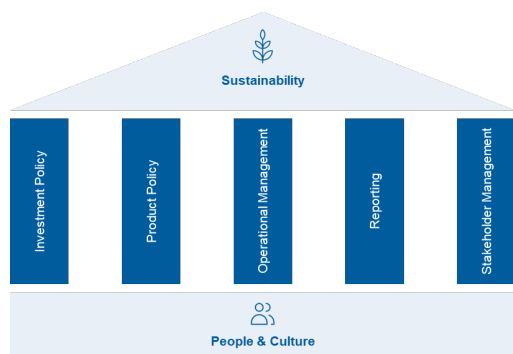 Sustainability
Investment Policy
Product Policy
Operational Management
Reporting
Stakeholder Management
People & Culture